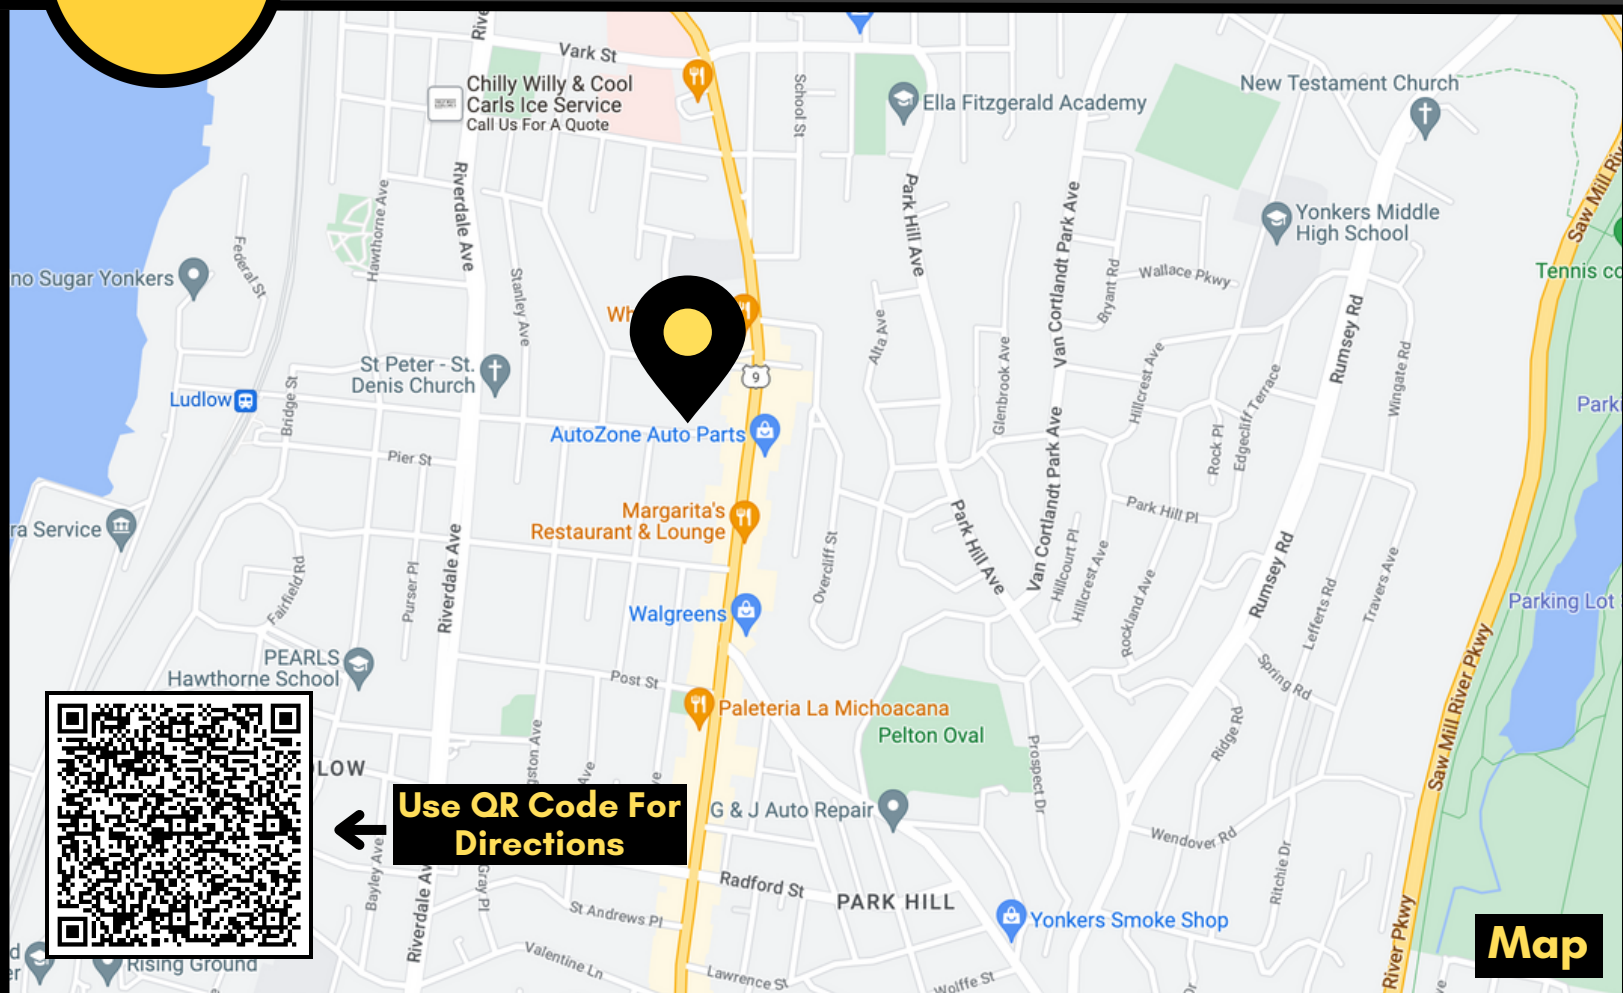 Vark St
Chilly Willy & Cool
Carls Ice Service
Call Us For A Quote
School St
Ella Fitzgerald Academy
New Testament Church
Riverdale Ave
Hawthorne Ave
Federal St
Park Hill Ave
Van Cortlandt Park Ave
Yonkers Middle
High School
Saw Mill Riv
no Sugar Yonkers
Stanley Ave
Wh
Bryant Rd
Wallace Pkwy
Tennis co
Alta Ave
Glenbrook Ave
Van Cortlandt Park Ave
Hillcrest Ave
Rumsey Rd
Wingate Rd
St Peter - St.
Denis Church
9
Ludlow
Bridge St
Edgecliff Terrace
Rock Pl
Parki
AutoZone Auto Parts
Pier St
Margarita's
Restaurant & Lounge
ra Service
Park Hill Pl
Park Hill Ave
Overcliff St
Hillcourt Pl
Hillcrest Ave
Rockland Ave
Rumsey Rd
Lefferts Rd
Travers Ave
Riverdale Ave
Purser Pl
Fairfield Rd
Walgreens
Parking Lot
PEARLS
Hawthorne School
Post St
Spring Rd
Saw Mill River Pkwy
Paleteria La Michoacana
Pelton Oval
Ridge Rd
Prospect Dr
gston Ave
Ave
LOW
Use QR Code For
Directions
G & J Auto Repair
Wendover Rd
Ritchie Dr
Bayley Ave
Riverdale Av
Gray Pl
Radford St
PARK HILL
St Andrews Pl
Yonkers Smoke Shop
River Pkwy
Map
d
er
Rising Ground
Valentine Ln
Lawrence St
Wolffe St